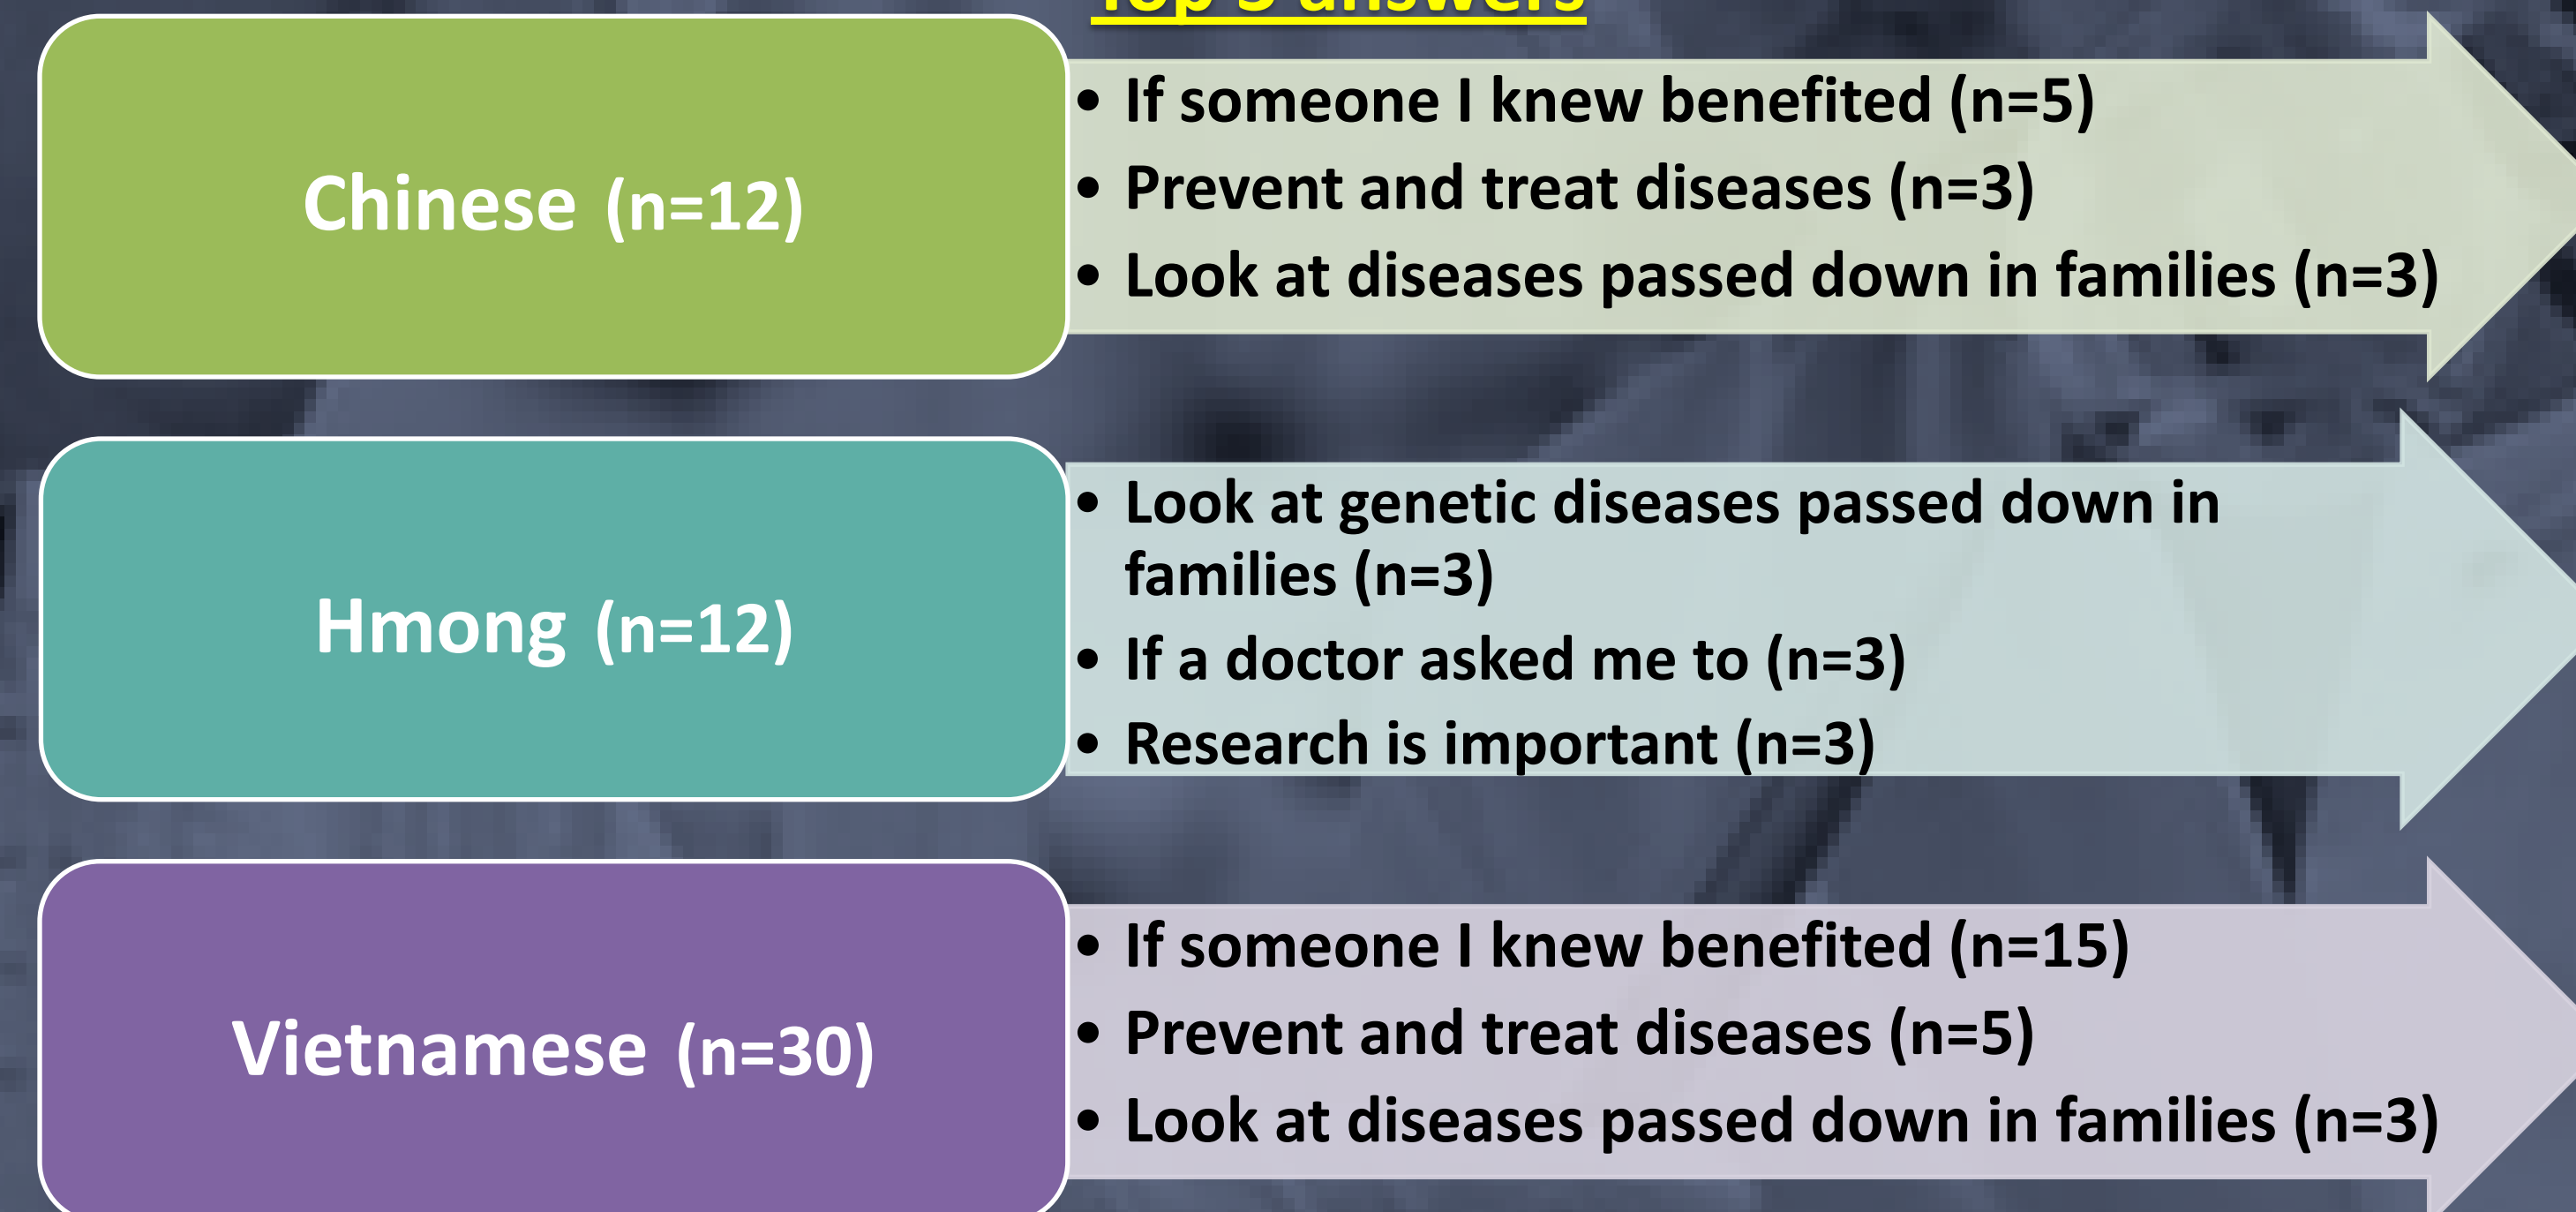 Top 3 answers
Chinese (n=12)
• If someone I knew benefited (n=5)
• Prevent and treat diseases (n=3)
• Look at diseases passed down in families (n=3)
Hmong (n=12)
• Look at genetic diseases passed down in
families (n=3)
• If a doctor asked me to (n=3)
• Research is important (n=3)
Vietnamese (n=30)
• If someone I knew benefited (n=15)
• Prevent and treat diseases (n=5)
• Look at diseases passed down in families (n=3)